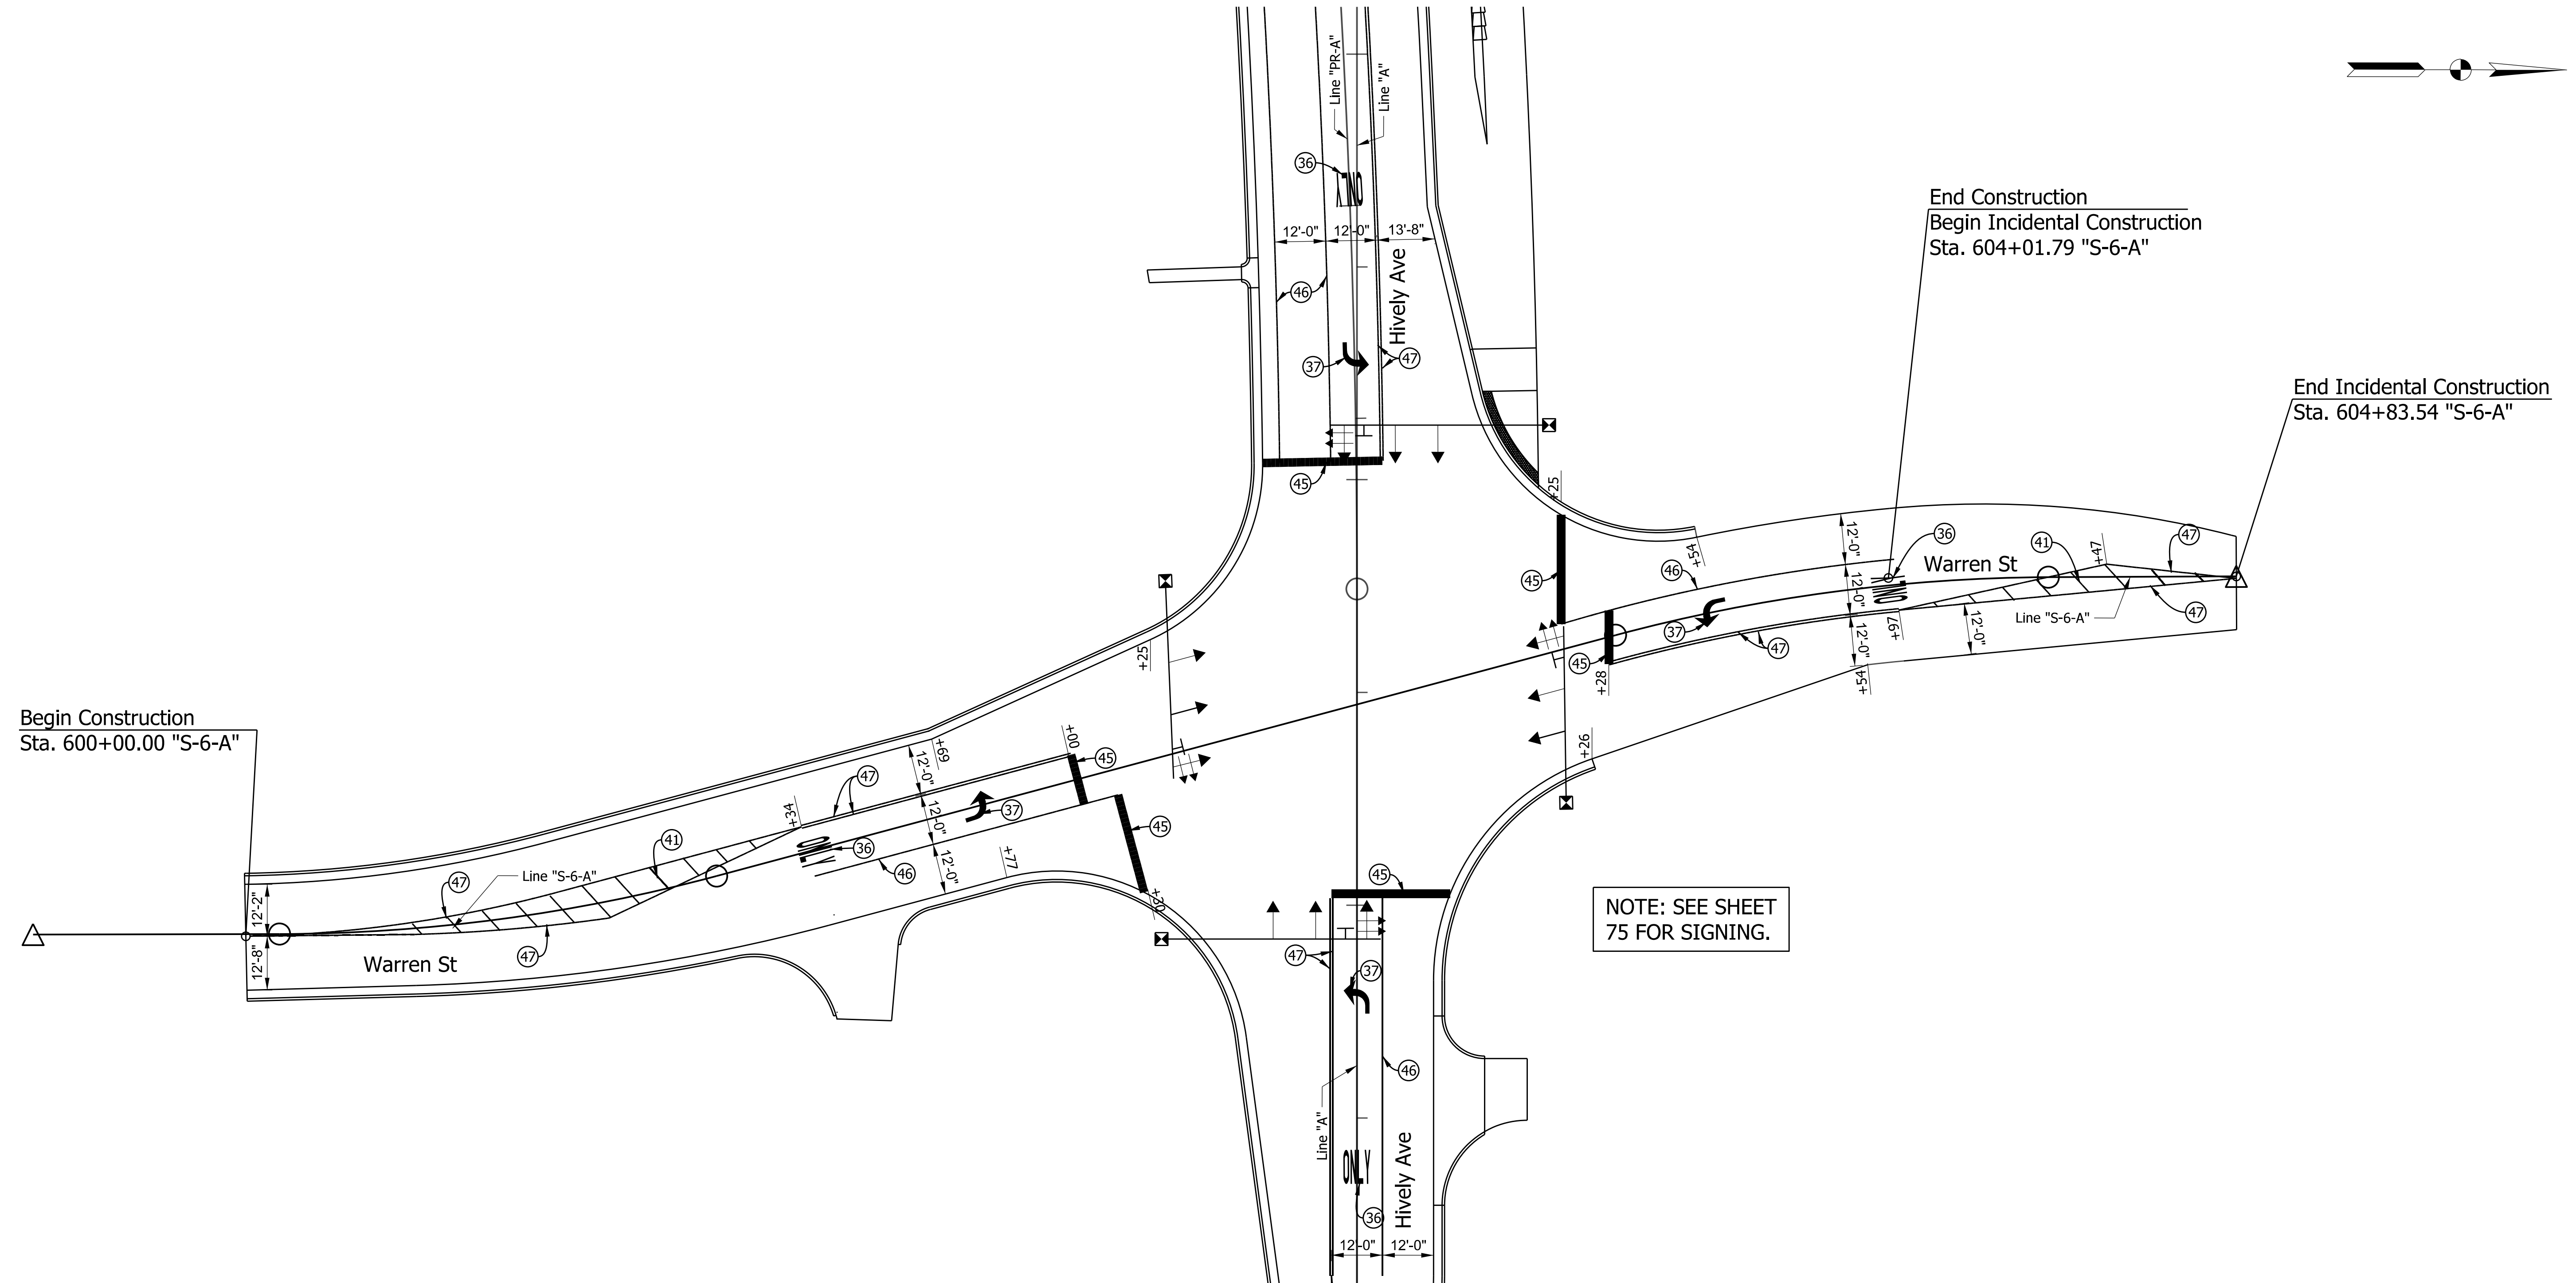 Line "PR-A"
Line "A"
36
ONLY
12'-0"
12'-0"
13'-8"
Hively Ave
46
37
47
45
End Construction
Begin Incidental Construction
Sta. 604+01.79 "S-6-A"
End Incidental Construction
Sta. 604+83.54 "S-6-A"
+25
45
+54
46
12'-0"
12'-0"
12'-0"
36
ONLY
Warren St
41
+47
47
Line "S-6-A"
47
37
47
45
+28
+97
12'-0"
+54
+26
+25
Begin Construction
Sta. 600+00.00 "S-6-A"
+69
+00
45
12'-0"
12'-0"
12'-0"
47
+34
37
36
ONLY
45
41
46
+77
+30
47
Line "S-6-A"
12'-2"
12'-8"
47
Warren St
45
NOTE: SEE SHEET
75 FOR SIGNING.
47
37
46
Line "A"
ONLY
Hively Ave
36
12'-0"
12'-0"